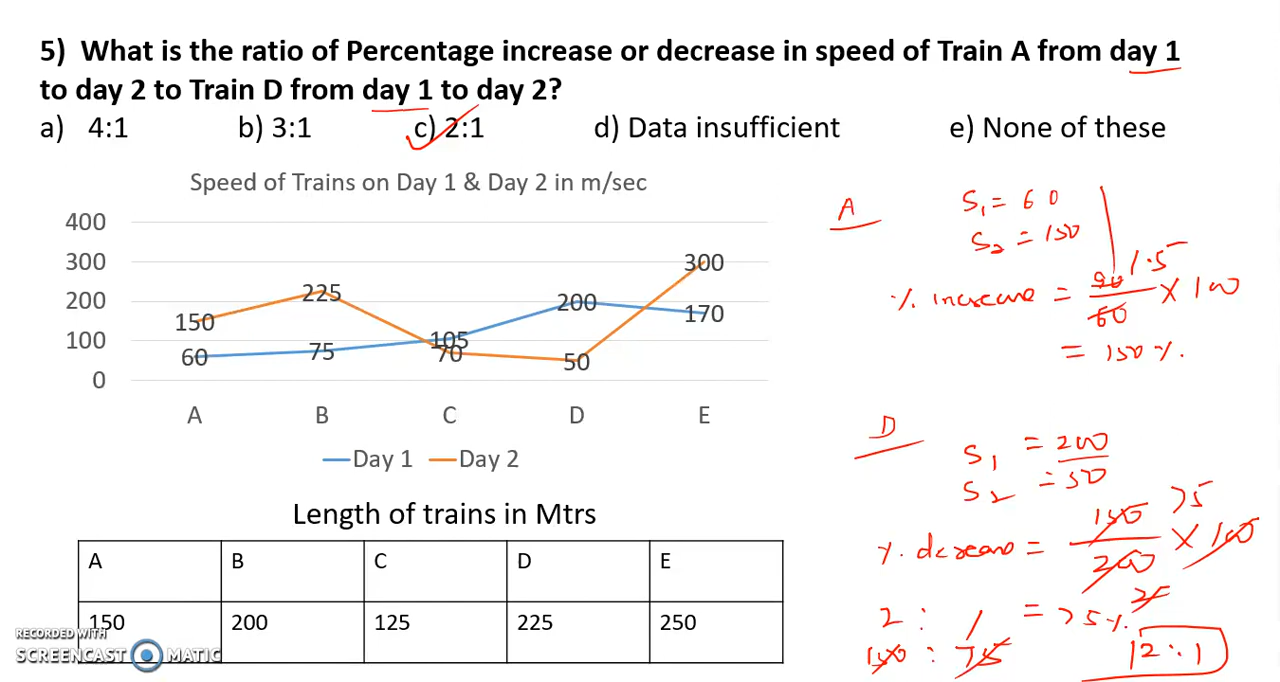 5) What is the ratio of Percentage increase or decrease in speed of Train A from day 1
to day 2 to Train D from day 1 to day 2?
a) 4:1 b) 3:1 c) 2:1 d) Data insufficient e) None of these
Speed of Trains on Day 1 & Day 2 in m/sec
400
300
200
100
0
150
60
225
75
105
70
200
50
300
170
A B C D E
Day 1 Day 2
Length of trains in Mtrs
A B C D E
150 200 125 225 250
RECORDED WITH
SCREENCAST MATIC
A
S₁ = 60
S₂ = 150
1.5
% increase = 90/60 × 100
= 150 %.
D
S₁ = 200
S₂ = 50
75
% decrease = 150/200 × 100
= 75 %.
2 : 1
150 : 75
2 : 1